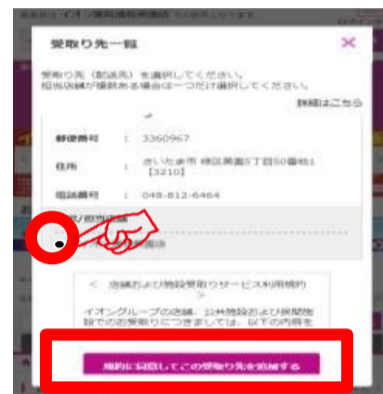 受取り先一覧
×
受取り先（配送先）を選択してください。
担当店舗が複数ある場合は一つだけ選択してください。
詳細はこちら
郵便番号 : 3360967
住所 : さいたま市 緑区美園5丁目50番地1
【3210】
電話番号 : 048-812-6464
/担当店舗
< 店舗および施設受取りサービス利用規約
>
イオングループの店舗、公共施設および民間施
設でのお受取りにつきましては、以下の内容を
規約に同意してこの受取り先を追加する